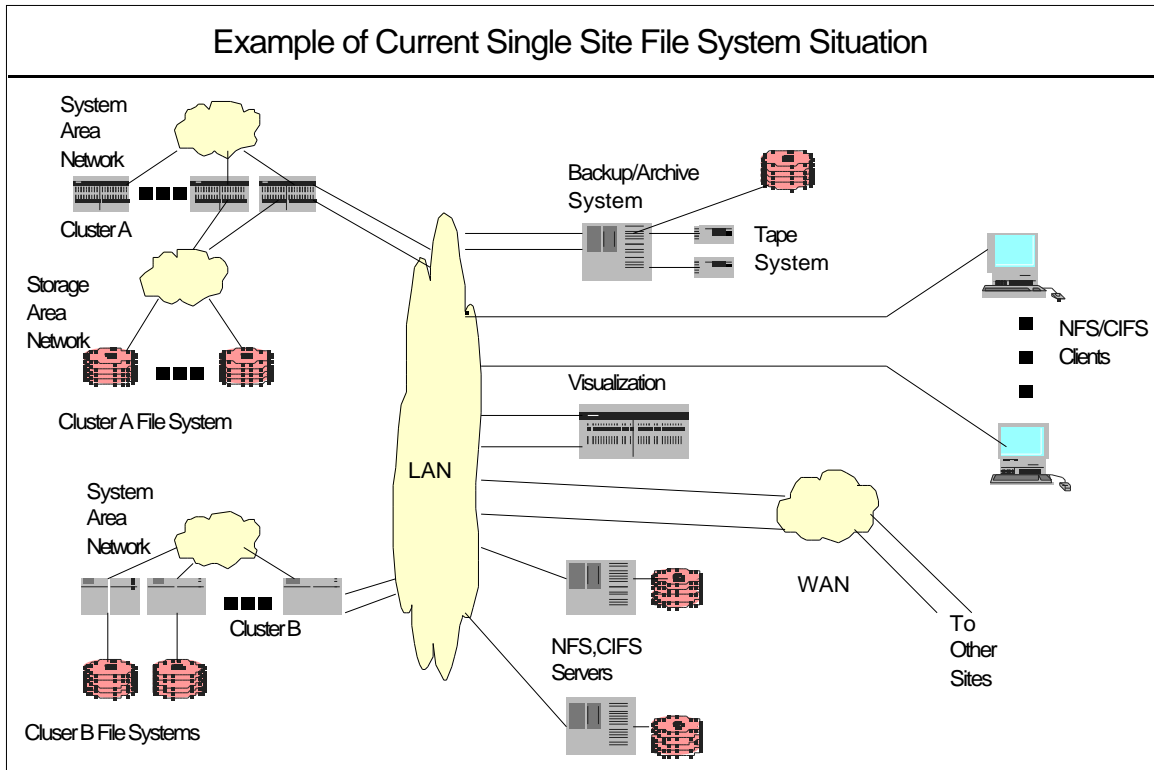 Example of Current Single Site File System Situation
System
Area
Network
Cluster A
Storage
Area
Network
Cluster A File System
System
Area
Network
Cluster B
Cluser B File Systems
LAN
Backup/Archive
System
Tape
System
Visualization
NFS/CIFS
Clients
WAN
To
Other
Sites
NFS,CIFS
Servers